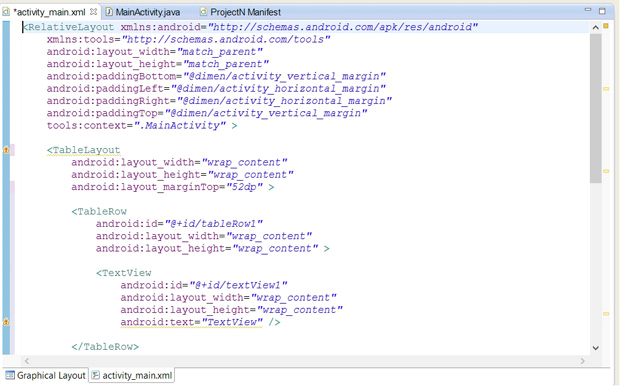 *activity_main.xml
MainActivity.java
ProjectN Manifest
<RelativeLayout xmlns:android="http://schemas.android.com/apk/res/android"
xmlns:tools="http://schemas.android.com/tools"
android:layout_width="match_parent"
android:layout_height="match_parent"
android:paddingBottom="@dimen/activity_vertical_margin"
android:paddingLeft="@dimen/activity_horizontal_margin"
android:paddingRight="@dimen/activity_horizontal_margin"
android:paddingTop="@dimen/activity_vertical_margin"
tools:context=".MainActivity" >
<TableLayout
android:layout_width="wrap_content"
android:layout_height="wrap_content"
android:layout_marginTop="52dp" >
<TableRow
android:id="@+id/tableRow1"
android:layout_width="wrap_content"
android:layout_height="wrap_content" >
<TextView
android:id="@+id/textView1"
android:layout_width="wrap_content"
android:layout_height="wrap_content"
android:text="TextView" />
</TableRow>
Graphical Layout
activity_main.xml